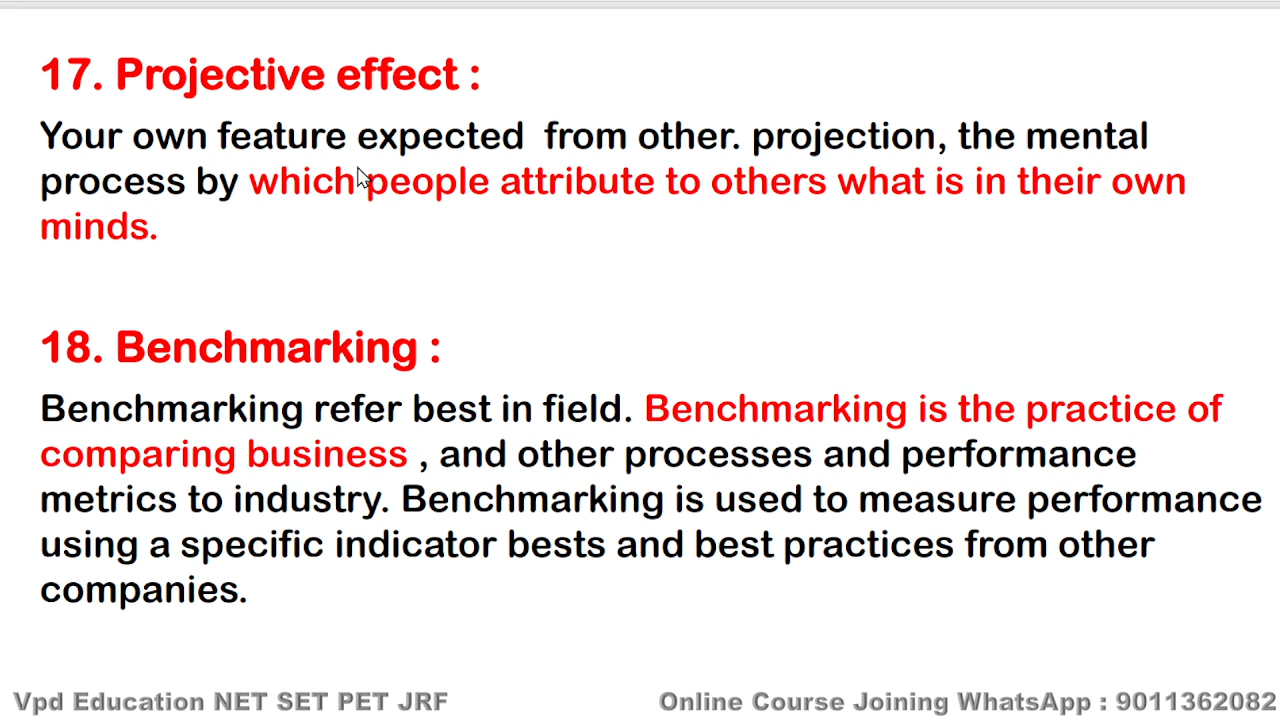 17. Projective effect :
Your own feature expected from other. projection, the mental
process by which people attribute to others what is in their own
minds.
18. Benchmarking :
Benchmarking refer best in field. Benchmarking is the practice of
comparing business , and other processes and performance
metrics to industry. Benchmarking is used to measure performance
using a specific indicator bests and best practices from other
companies.
Vpd Education NET SET PET JRF
Online Course Joining WhatsApp : 9011362082